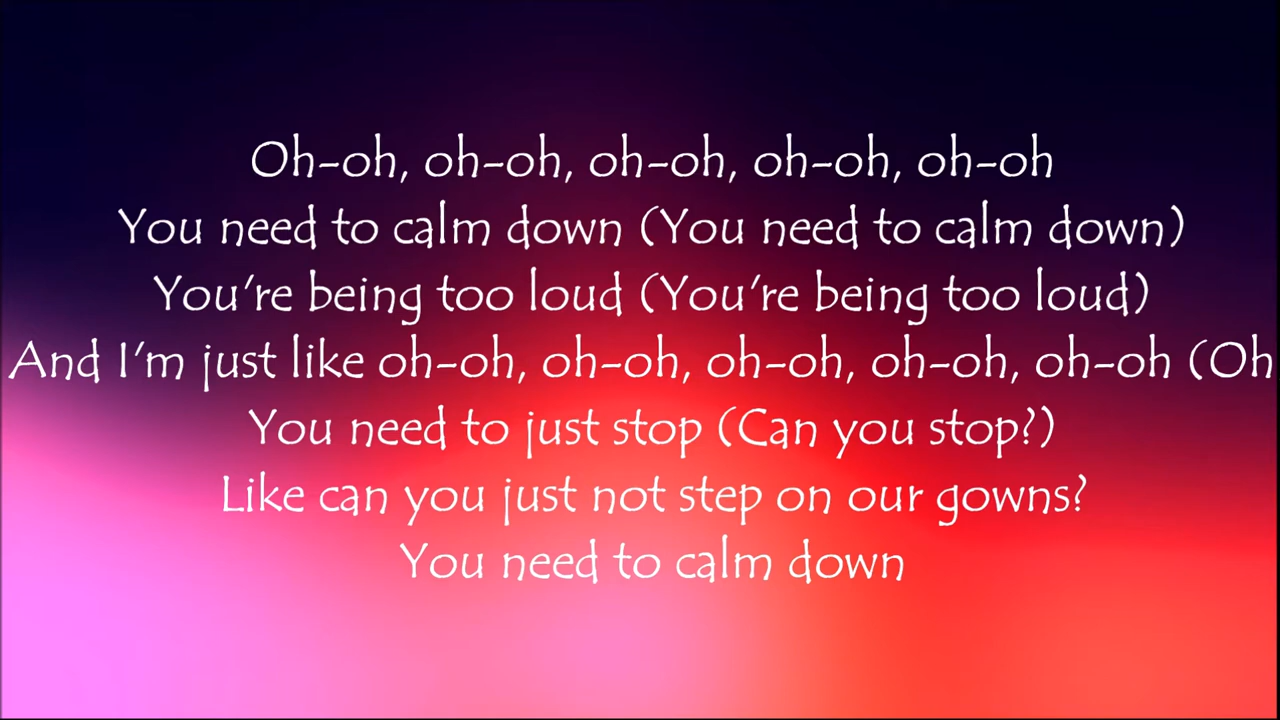 Oh-oh, oh-oh, oh-oh, oh-oh, oh-oh
You need to calm down (You need to calm down)
You're being too loud (You're being too loud)
And I'm just like oh-oh, oh-oh, oh-oh, oh-oh, oh-oh (Oh
You need to just stop (Can you stop?)
Like can you just not step on our gowns?
You need to calm down